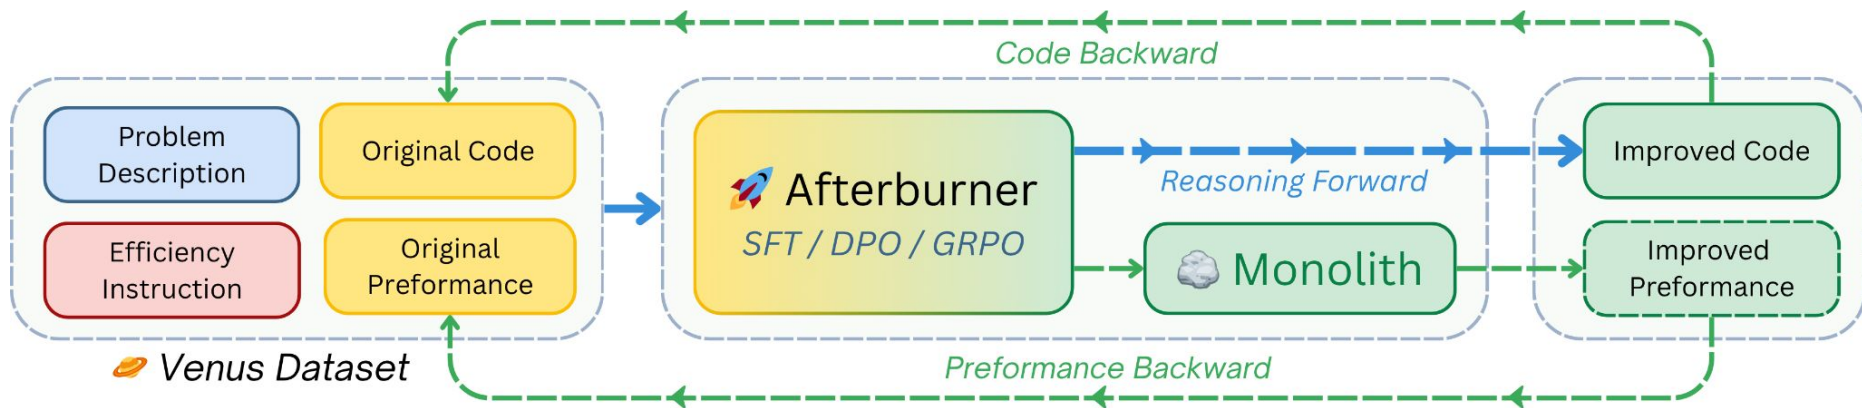 Code Backward
Problem
Description
Original Code
Efficiency
Instruction
Original
Preformance
Venus Dataset
Afterburner
SFT / DPO / GRPO
Reasoning Forward
Monolith
Improved Code
Improved
Preformance
Preformance Backward